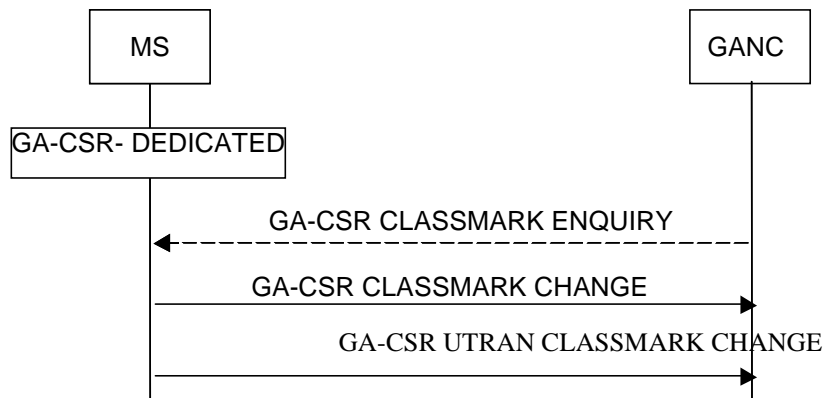 MS
GANC
GA-CSR- DEDICATED
GA-CSR CLASSMARK ENQUIRY
GA-CSR CLASSMARK CHANGE
GA-CSR UTRAN CLASSMARK CHANGE